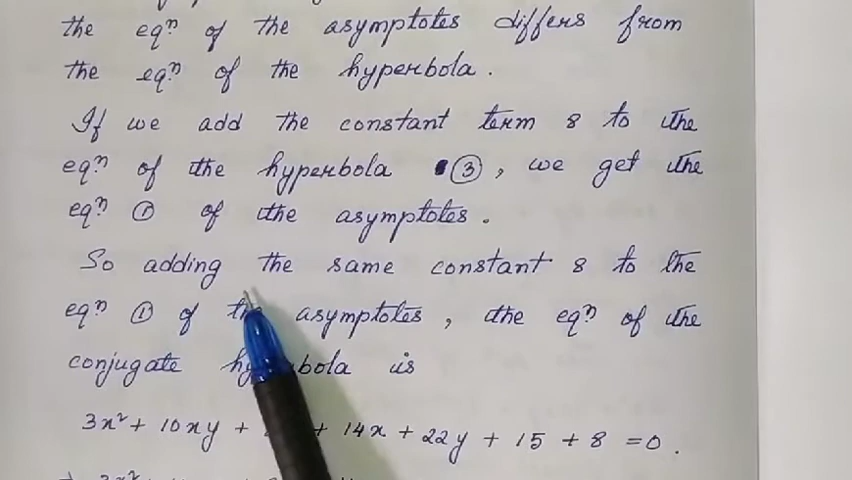 the eqⁿ of the asymptotes differs from
the eqⁿ of the hyperbola.
If we add the constant term 8 to the
eqⁿ of the hyperbola ③, we get the
eqⁿ ① of the asymptotes.
So adding the same constant 8 to the
eqⁿ ① of the asymptotes, the eqⁿ of the
conjugate hyperbola is
3x² + 10xy + + 14x + 22y + 15 + 8 = 0.